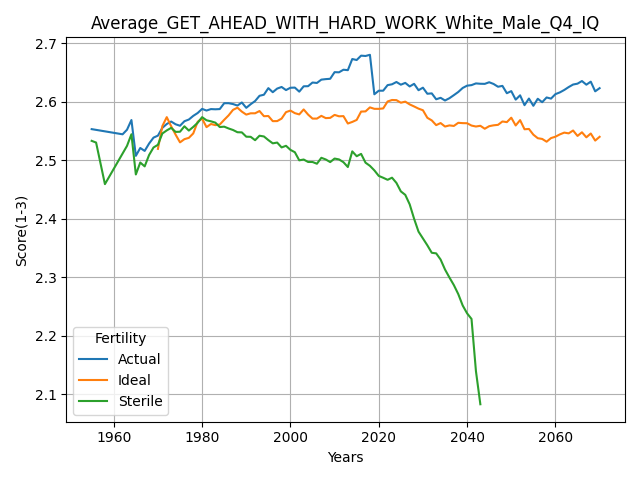 Average_GET_AHEAD_WITH_HARD_WORK_White_Male_Q4_IQ
2.7
2.6
2.5
2.4
2.3
2.2
2.1
Score(1-3)
Fertility
Actual
Ideal
Sterile
1960 1980 2000 2020 2040 2060
Years